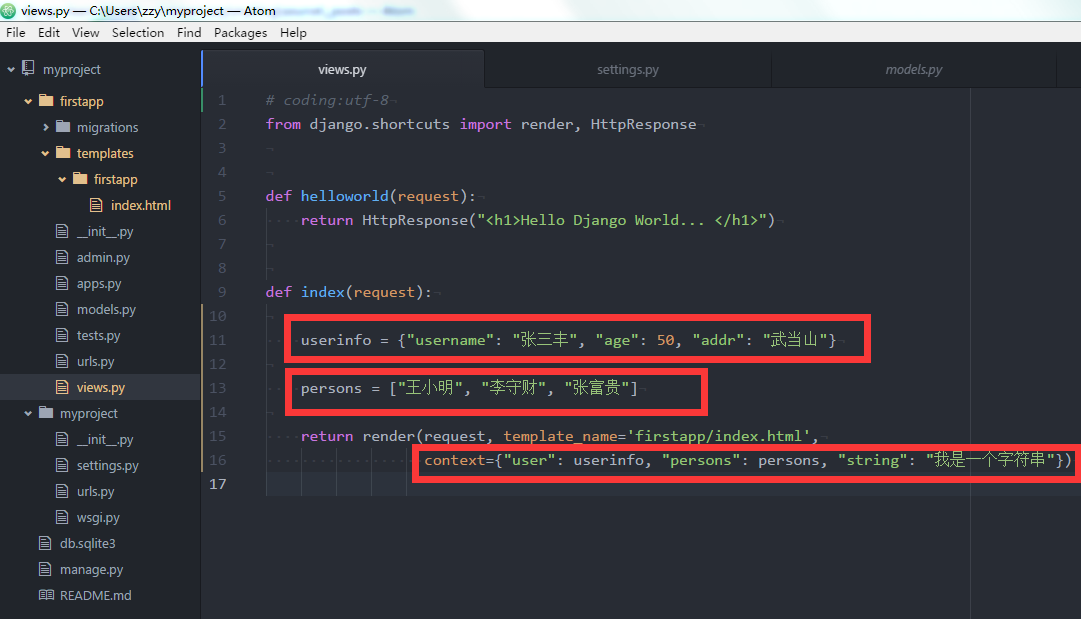 views.py — C:\Users\zzy\myproject — Atom
File Edit View Selection Find Packages Help
myproject
firstapp
migrations
templates
firstapp
index.html
__init__.py
admin.py
apps.py
models.py
tests.py
urls.py
views.py
myproject
__init__.py
settings.py
urls.py
wsgi.py
db.sqlite3
manage.py
README.md
views.py settings.py models.py
1 # coding:utf-8
2 from django.shortcuts import render, HttpResponse
3
4
5 def helloworld(request):
6 return HttpResponse("<h1>Hello Django World... </h1>")
7
8
9 def index(request):
10
11 userinfo = {"username": "张三丰", "age": 50, "addr": "武当山"}
12
13 persons = ["王小明", "李守财", "张富贵"]
14
15 return render(request, template_name='firstapp/index.html',
16 context={"user": userinfo, "persons": persons, "string": "我是一个字符串"})
17